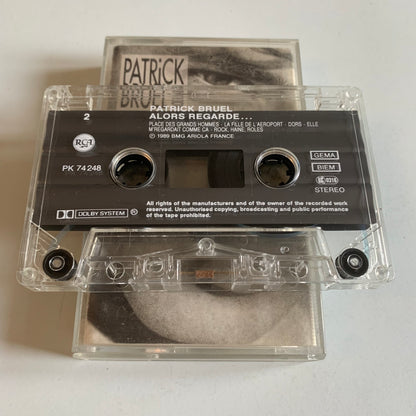 PATRiCK
BRUEL
PATRICK BRUEL
2
ALORS REGARDE...
PLACE DES GRANDS HOMMES - LA FILLE DE L'AEROPORT - DORS - ELLE
M'REGARDAIT COMME CA - ROCK, HAINE, ROLES
℗ 1989 BMG ARIOLA FRANCE
RCA
PK 74248
GEMA
BIEM
STEREO
All rights of the manufacturers and of the owner of the recorded work
reserved. Unauthorised copying, broadcasting and public performance
of the tape prohibited.
DOLBY SYSTEM ®